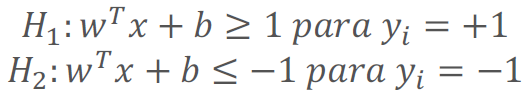 H₁: wᵀx + b ≥ 1 para yᵢ = +1
H₂: wᵀx + b ≤ −1 para yᵢ = −1